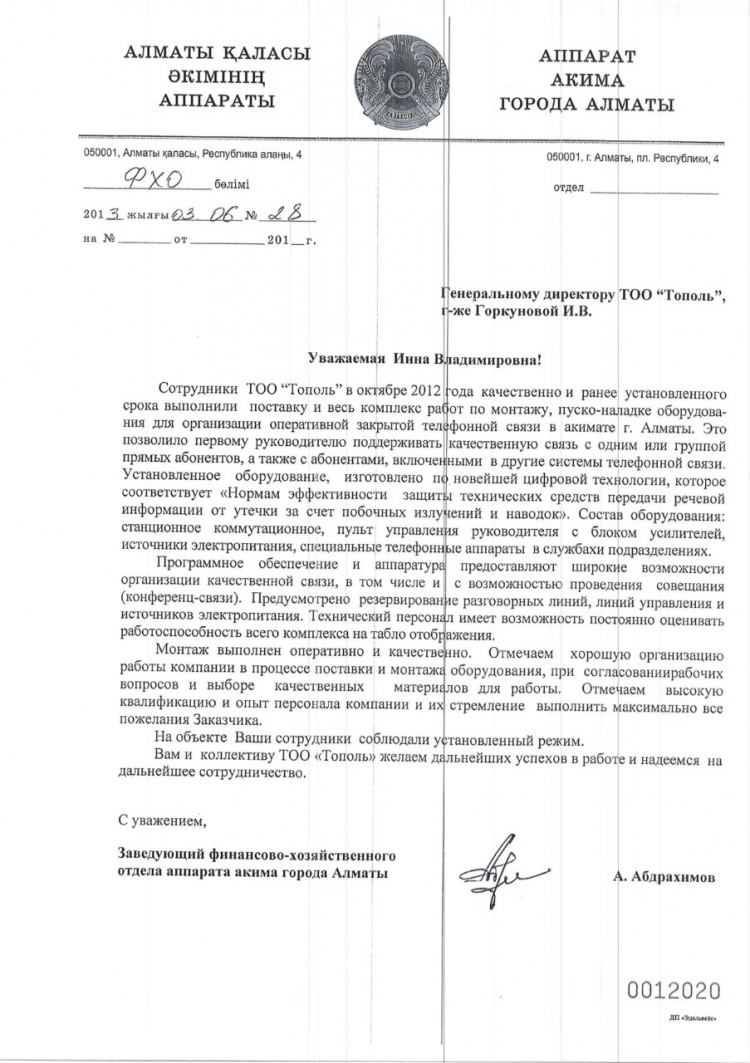 АЛМАТЫ ҚАЛАСЫ
ӘКІМІНІҢ
АППАРАТЫ
ҚАЗАҚСТАН
АППАРАТ
АКИМА
ГОРОДА АЛМАТЫ
050001, Алматы қаласы, Республика алаңы, 4
ФХО бөлімі
2013 жылғы 03.06 № 28
на № от 201 г.
050001, г. Алматы, пл. Республики, 4
отдел
Генеральному директору ТОО “Тополь”,
г-же Горкуновой И.В.
Уважаемая Инна Владимировна!
Сотрудники ТОО “Тополь” в октябре 2012 года качественно и ранее установленного
срока выполнили поставку и весь комплекс работ по монтажу, пуско-наладке оборудова-
ния для организации оперативной закрытой телефонной связи в акимате г. Алматы. Это
позволило первому руководителю поддерживать качественную связь с одним или группой
прямых абонентов, а также с абонентами, включенными в другие системы телефонной связи.
Установленное оборудование, изготовлено по новейшей цифровой технологии, которое
соответствует «Нормам эффективности защиты технических средств передачи речевой
информации от утечки за счет побочных излучений и наводок». Состав оборудования:
станционное коммутационное, пульт управления руководителя с блоком усилителей,
источники электропитания, специальные телефонные аппараты в службахи подразделениях.
Программное обеспечение и аппаратура предоставляют широкие возможности
организации качественной связи, в том числе и с возможностью проведения совещания
(конференц-связи). Предусмотрено резервирование разговорных линий, линий управления и
источников электропитания. Технический персонал имеет возможность постоянно оценивать
работоспособность всего комплекса на табло отображения.
Монтаж выполнен оперативно и качественно. Отмечаем хорошую организацию
работы компании в процессе поставки и монтажа оборудования, при согласованиирабочих
вопросов и выборе качественных материалов для работы. Отмечаем высокую
квалификацию и опыт персонала компании и их стремление выполнить максимально все
пожелания Заказчика.
На объекте Ваши сотрудники соблюдали установленный режим.
Вам и коллективу ТОО «Тополь» желаем дальнейших успехов в работе и надеемся на
дальнейшее сотрудничество.
С уважением,
Заведующий финансово-хозяйственного
отдела аппарата акима города Алматы
А. Абдрахимов
0012020
ДП «Эдельвейс»